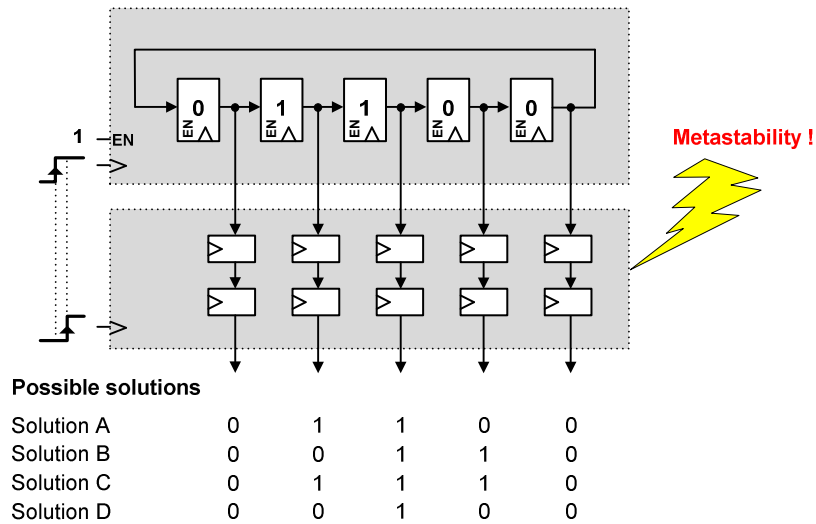 0 1 1 0 0
EN EN EN EN EN
1 EN
Metastability !
Possible solutions
Solution A 0 1 1 0 0
Solution B 0 0 1 1 0
Solution C 0 1 1 1 0
Solution D 0 0 1 0 0